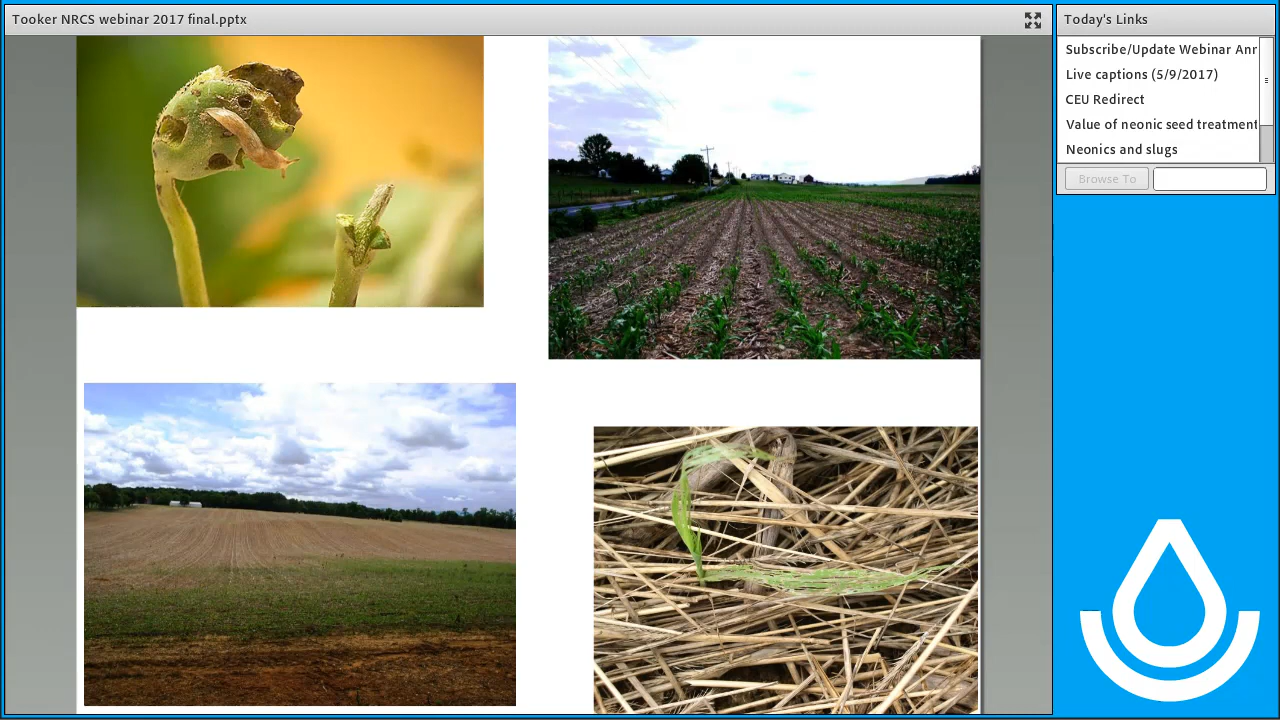 Tooker NRCS webinar 2017 final.pptx
Today's Links
Subscribe/Update Webinar Anr
Live captions (5/9/2017)
CEU Redirect
Value of neonic seed treatment
Neonics and slugs
Browse To